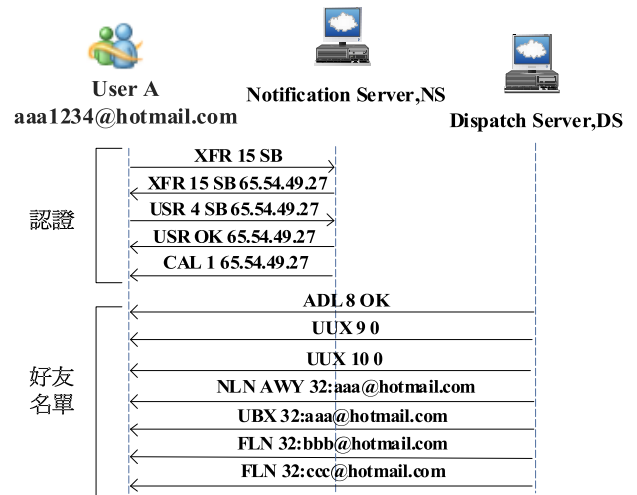 User A
aaa1234@hotmail.com
Notification Server,NS
Dispatch Server,DS
認證
XFR 15 SB
XFR 15 SB 65.54.49.27
USR 4 SB 65.54.49.27
USR OK 65.54.49.27
CAL 1 65.54.49.27
好友
名單
ADL 8 OK
UUX 9 0
UUX 10 0
NLN AWY 32:aaa@hotmail.com
UBX 32:aaa@hotmail.com
FLN 32:bbb@hotmail.com
FLN 32:ccc@hotmail.com